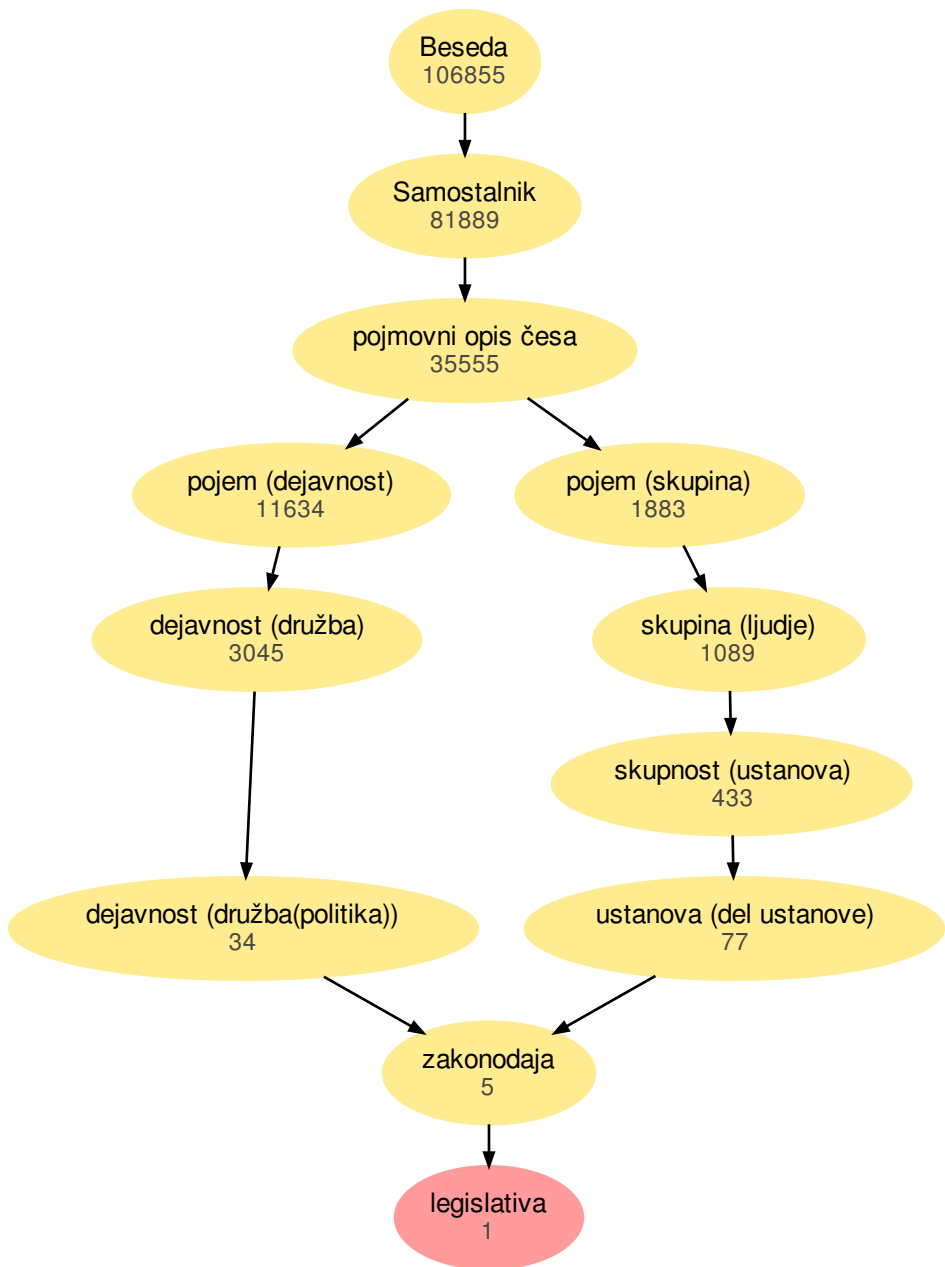 Beseda
106855
Samostalnik
81889
pojmovni opis česa
35555
pojem (dejavnost)
11634
pojem (skupina)
1883
dejavnost (družba)
3045
skupina (ljudje)
1089
skupnost (ustanova)
433
dejavnost (družba(politika))
34
ustanova (del ustanove)
77
zakonodaja
5
legislativa
1